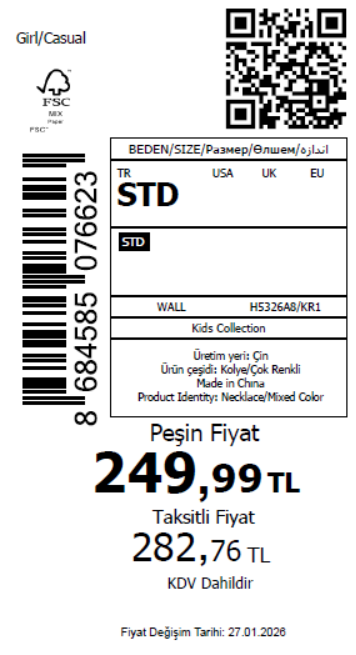 Girl/Casual
FSC
MIX
Paper
FSC™
BEDEN/SIZE/Размер/Өлшем/اندازه
TR USA UK EU
STD
STD
WALL H5326A8/KR1
Kids Collection
Üretim yeri: Çin
Ürün çeşidi: Kolye/Çok Renkli
Made in China
Product Identity: Necklace/Mixed Color
8 684585 076623
Peşin Fiyat
249,99 TL
Taksitli Fiyat
282,76 TL
KDV Dahildir
Fiyat Değişim Tarihi: 27.01.2026